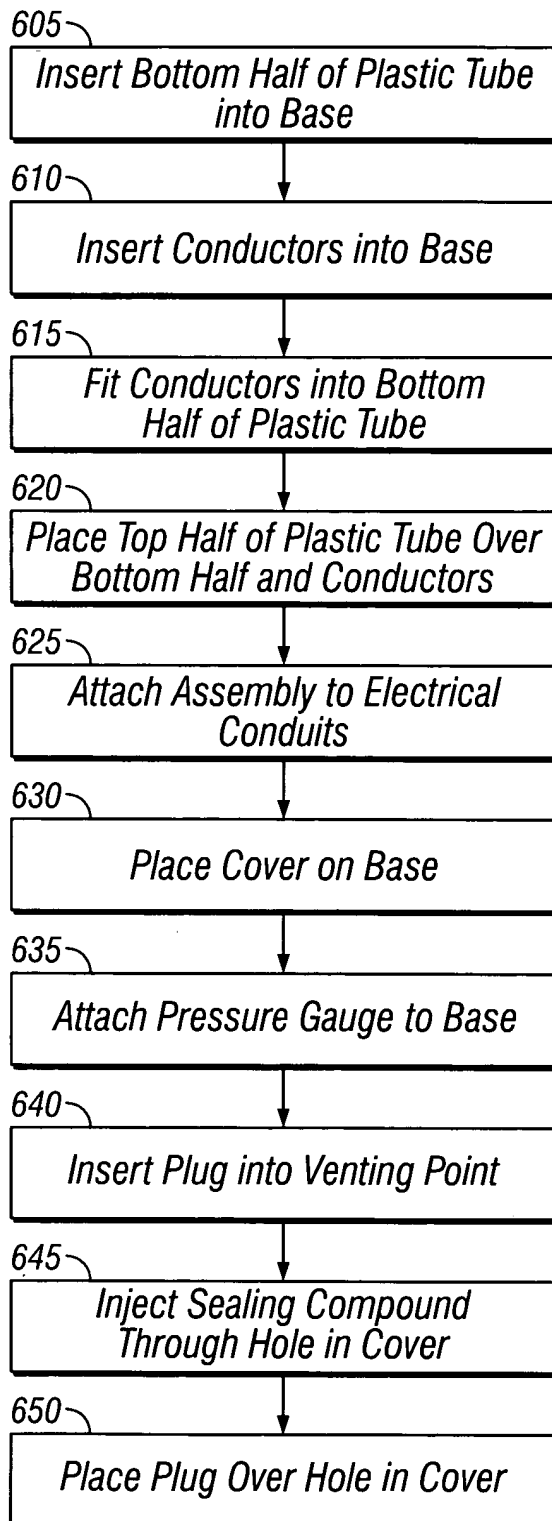 605
Insert Bottom Half of Plastic Tube
into Base
610
Insert Conductors into Base
615
Fit Conductors into Bottom
Half of Plastic Tube
620
Place Top Half of Plastic Tube Over
Bottom Half and Conductors
625
Attach Assembly to Electrical
Conduits
630
Place Cover on Base
635
Attach Pressure Gauge to Base
640
Insert Plug into Venting Point
645
Inject Sealing Compound
Through Hole in Cover
650
Place Plug Over Hole in Cover